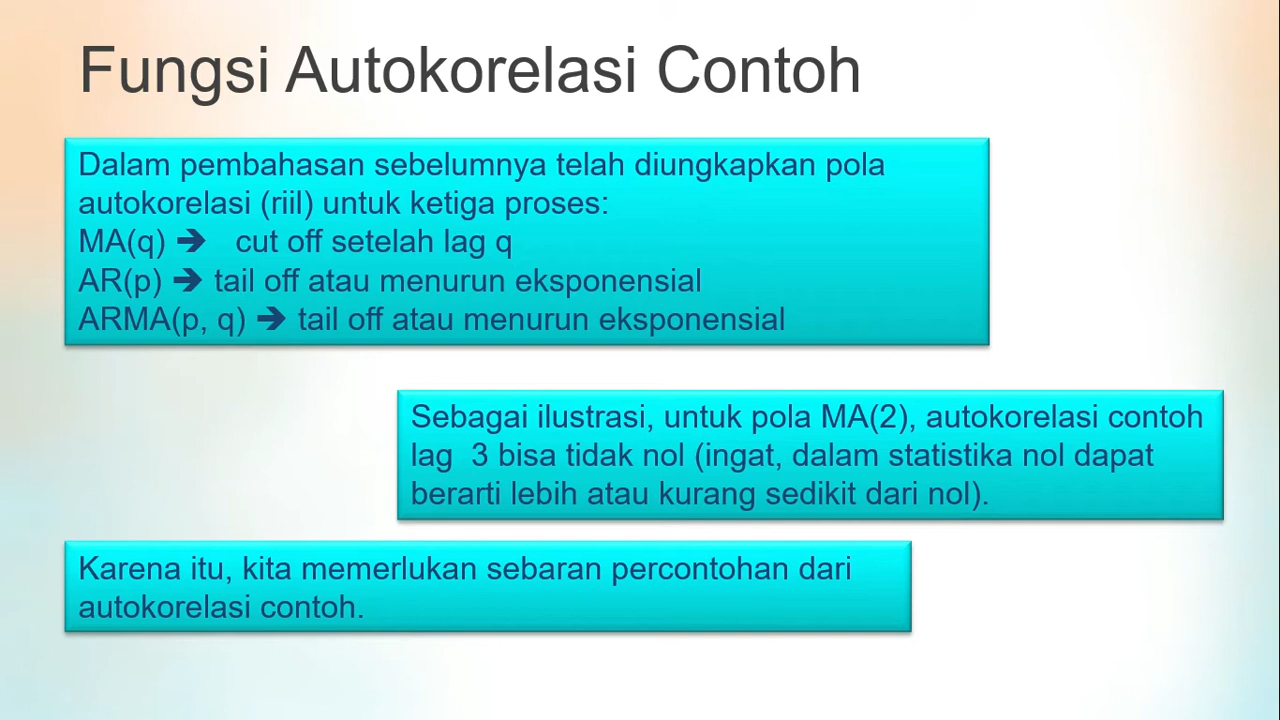 Fungsi Autokorelasi Contoh
Dalam pembahasan sebelumnya telah diungkapkan pola
autokorelasi (riil) untuk ketiga proses:
MA(q) ➔ cut off setelah lag q
AR(p) ➔ tail off atau menurun eksponensial
ARMA(p, q) ➔ tail off atau menurun eksponensial
Sebagai ilustrasi, untuk pola MA(2), autokorelasi contoh
lag 3 bisa tidak nol (ingat, dalam statistika nol dapat
berarti lebih atau kurang sedikit dari nol).
Karena itu, kita memerlukan sebaran percontohan dari
autokorelasi contoh.